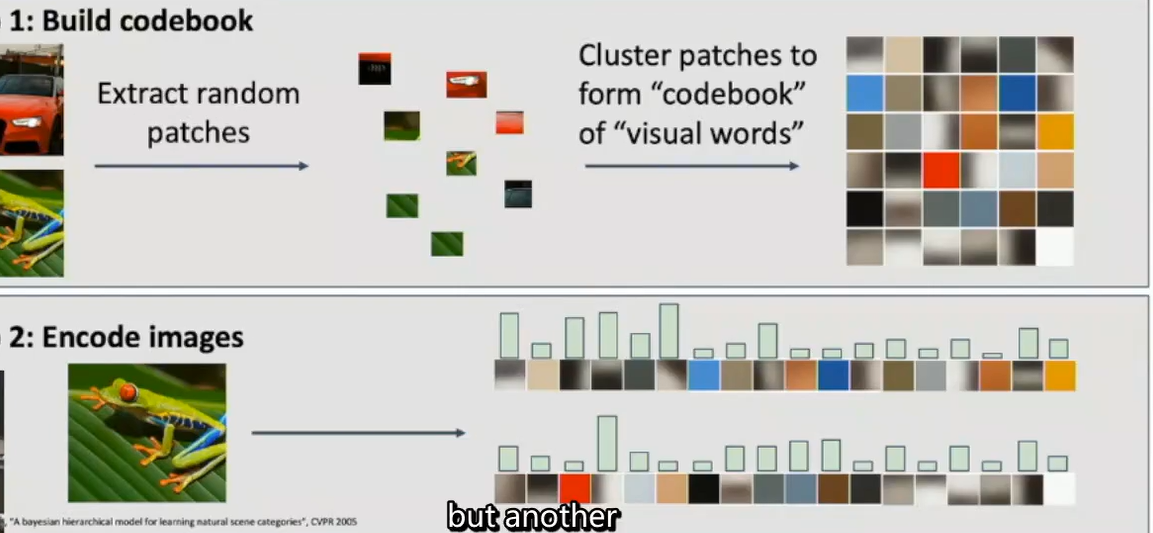 1: Build codebook
Extract random
patches
Cluster patches to
form “codebook”
of “visual words”
2: Encode images
"A bayesian hierarchical model for learning natural scene categories", CVPR 2005
but another